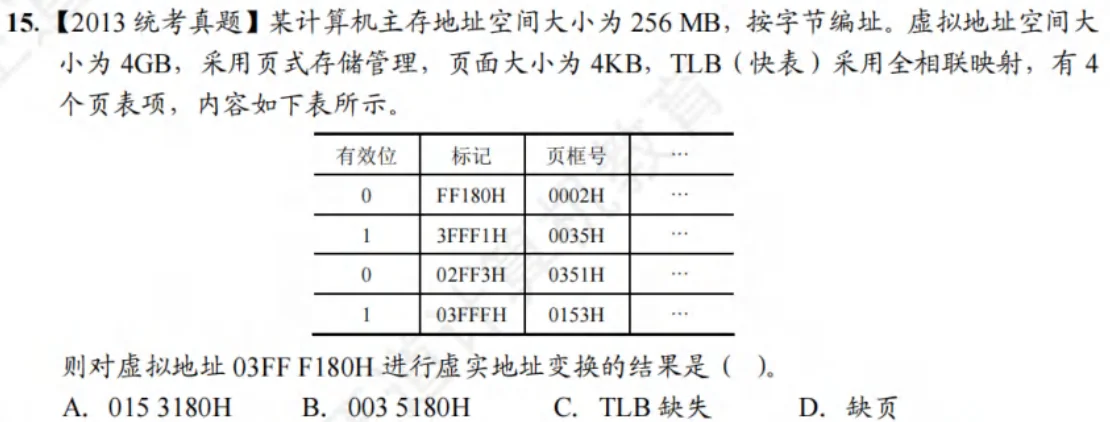 15.【2013 统考真题】某计算机主存地址空间大小为 256 MB，按字节编址。虚拟地址空间大
小为 4GB，采用页式存储管理，页面大小为 4KB，TLB（快表）采用全相联映射，有 4
个页表项，内容如下表所示。
有效位 标记 页框号 …
0 FF180H 0002H …
1 3FFF1H 0035H …
0 02FF3H 0351H …
1 03FFFH 0153H …
则对虚拟地址 03FF F180H 进行虚实地址变换的结果是（ ）。
A. 015 3180H B. 003 5180H C. TLB 缺失 D. 缺页